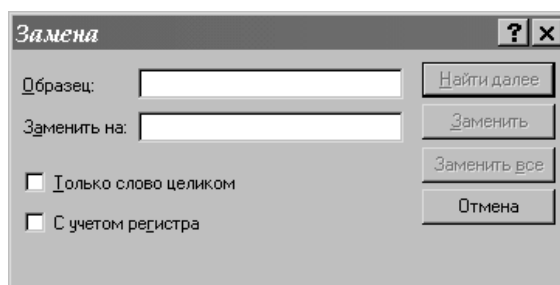 Замена
Образец:
Найти далее
Заменить на:
Заменить
Заменить все
Только слово целиком
Отмена
С учетом регистра